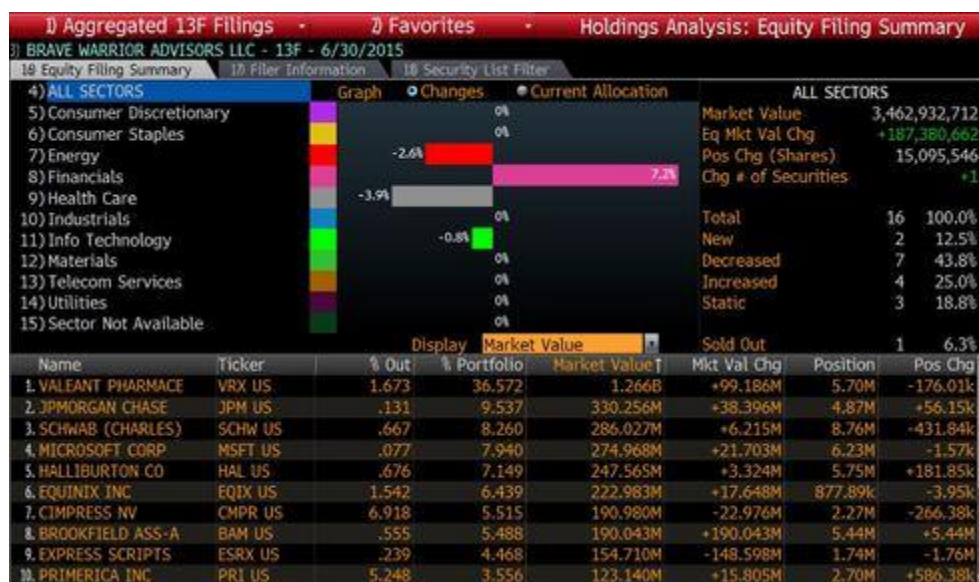 1) Aggregated 13F Filings 2) Favorites Holdings Analysis: Equity Filing Summary
3) BRAVE WARRIOR ADVISORS LLC - 13F - 6/30/2015
16 Equity Filing Summary 17) Filer Information 18 Security List Filter
4) ALL SECTORS Graph Changes Current Allocation ALL SECTORS
5) Consumer Discretionary 0% Market Value 3,462,932,712
6) Consumer Staples 0% Eq Mkt Val Chg +187,380,662
7) Energy -2.6% Pos Chg (Shares) 15,095,546
8) Financials 7.2% Chg # of Securities +1
9) Health Care -3.9%
10) Industrials 0% Total 16 100.0%
11) Info Technology -0.8% New 2 12.5%
12) Materials 0% Decreased 7 43.8%
13) Telecom Services 0% Increased 4 25.0%
14) Utilities 0% Static 3 18.8%
15) Sector Not Available 0%
Display Market Value Sold Out 1 6.3%
Name Ticker % Out % Portfolio Market Value↑ Mkt Val Chg Position Pos Chg
1. VALEANT PHARMACE VRX US 1.673 36.572 1.266B +99.186M 5.70M -176.01k
2. JPMORGAN CHASE JPM US .131 9.537 330.256M +38.396M 4.87M +56.15k
3. SCHWAB (CHARLES) SCHW US .667 8.260 286.027M +6.215M 8.76M -431.84k
4. MICROSOFT CORP MSFT US .077 7.940 274.968M +21.703M 6.23M -1.57k
5. HALLIBURTON CO HAL US .676 7.149 247.565M +3.324M 5.75M +181.85k
6. EQUINIX INC EQIX US 1.542 6.439 222.983M +17.648M 877.89k -3.95k
7. CIMPRESS NV CMPR US 6.918 5.515 190.980M -22.976M 2.27M -266.38k
8. BROOKFIELD ASS-A BAM US .555 5.488 190.043M +190.043M 5.44M +5.44M
9. EXPRESS SCRIPTS ESRX US .239 4.468 154.710M -148.598M 1.74M -1.76M
10. PRIMERICA INC PRI US 5.248 3.556 123.140M +15.805M 2.70M +586.38k